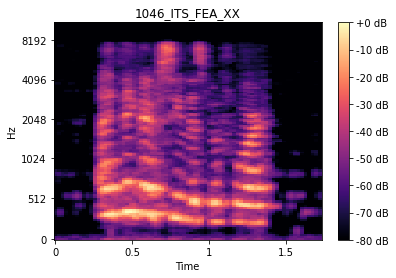 1046_ITS_FEA_XX
+0 dB
8192
-10 dB
4096
-20 dB
-30 dB
2048
Hz
-40 dB
1024
-50 dB
512
-60 dB
-70 dB
0
-80 dB
0 0.5 1 1.5
Time